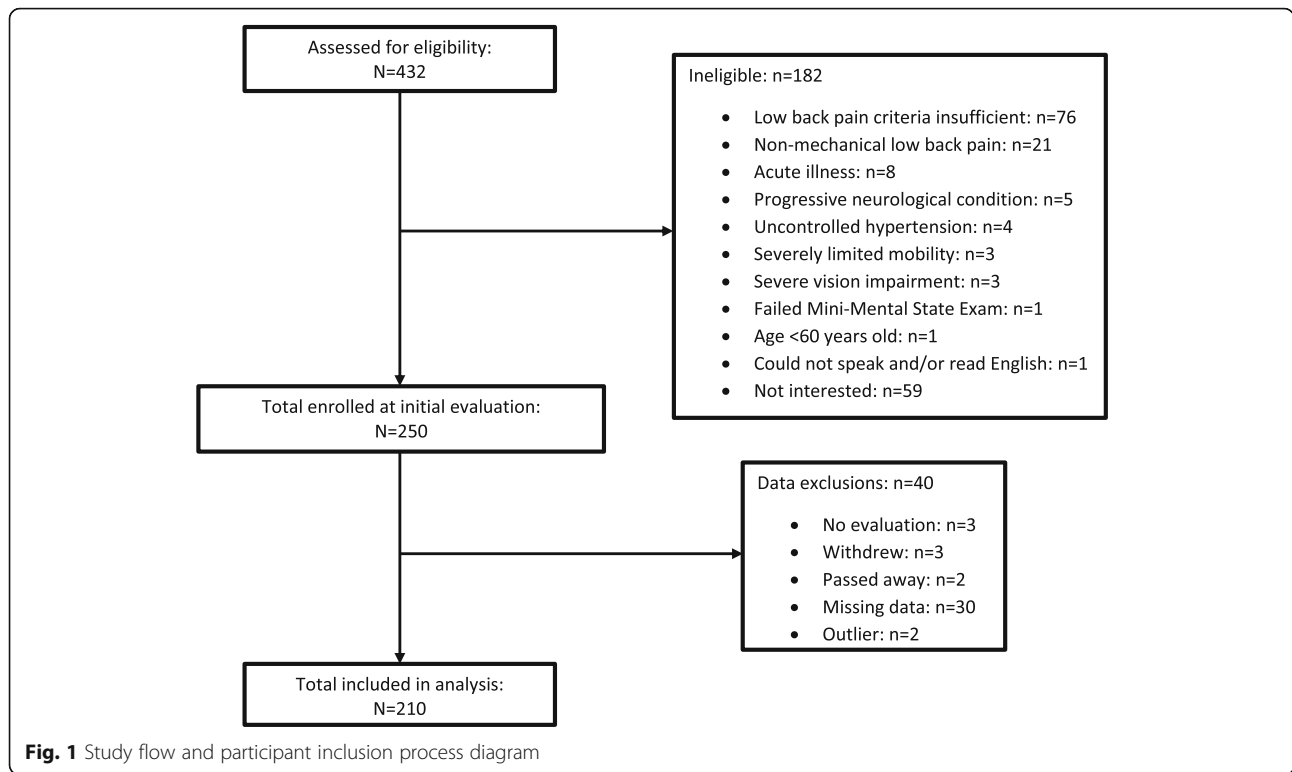 Assessed for eligibility:
N=432
Ineligible: n=182
• Low back pain criteria insufficient: n=76
• Non-mechanical low back pain: n=21
• Acute illness: n=8
• Progressive neurological condition: n=5
• Uncontrolled hypertension: n=4
• Severely limited mobility: n=3
• Severe vision impairment: n=3
• Failed Mini-Mental State Exam: n=1
• Age <60 years old: n=1
• Could not speak and/or read English: n=1
• Not interested: n=59
Total enrolled at initial evaluation:
N=250
Data exclusions: n=40
• No evaluation: n=3
• Withdrew: n=3
• Passed away: n=2
• Missing data: n=30
• Outlier: n=2
Total included in analysis:
N=210
Fig. 1 Study flow and participant inclusion process diagram